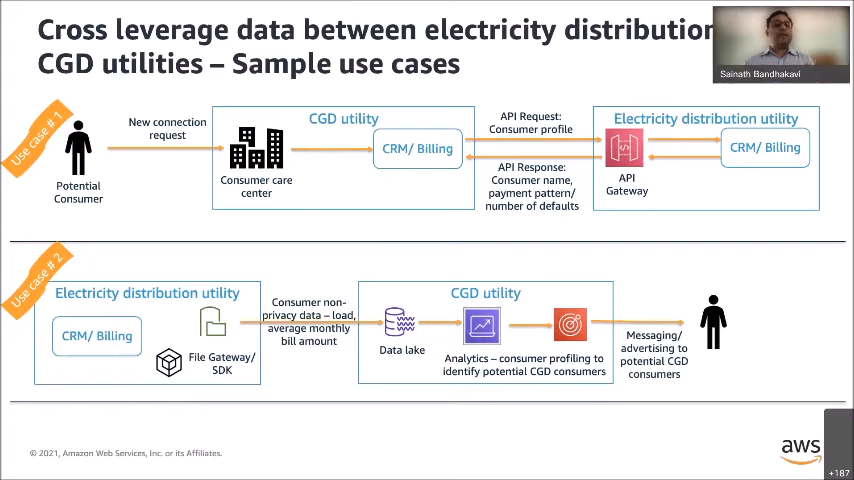 Cross leverage data between electricity distribution
CGD utilities – Sample use cases
Sainath Bandhakavi
Use case # 1
Potential
Consumer
New connection
request
CGD utility
Consumer care
center
CRM/ Billing
API Request:
Consumer profile
API Response:
Consumer name,
payment pattern/
number of defaults
Electricity distribution utility
API
Gateway
CRM/ Billing
Use case # 2
Electricity distribution utility
CRM/ Billing
File Gateway/
SDK
Consumer non-
privacy data – load,
average monthly
bill amount
CGD utility
Data lake
Analytics – consumer profiling to
identify potential CGD consumers
Messaging/
advertising to
potential CGD
consumers
© 2021, Amazon Web Services, Inc. or its Affiliates.
aws
+187